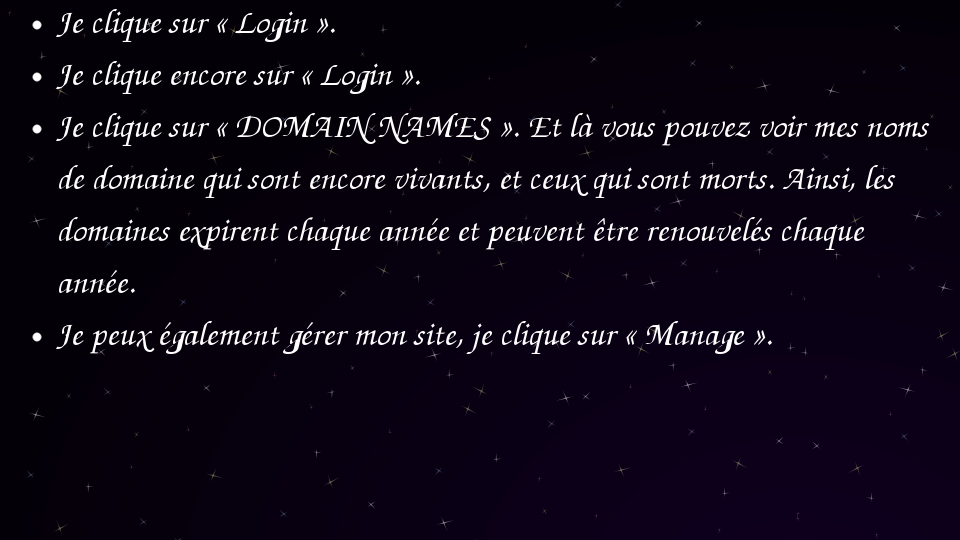 • Je clique sur « Login ».
• Je clique encore sur « Login ».
• Je clique sur « DOMAIN NAMES ». Et là vous pouvez voir mes noms
de domaine qui sont encore vivants, et ceux qui sont morts. Ainsi, les
domaines expirent chaque année et peuvent être renouvelés chaque
année.
• Je peux également gérer mon site, je clique sur « Manage ».